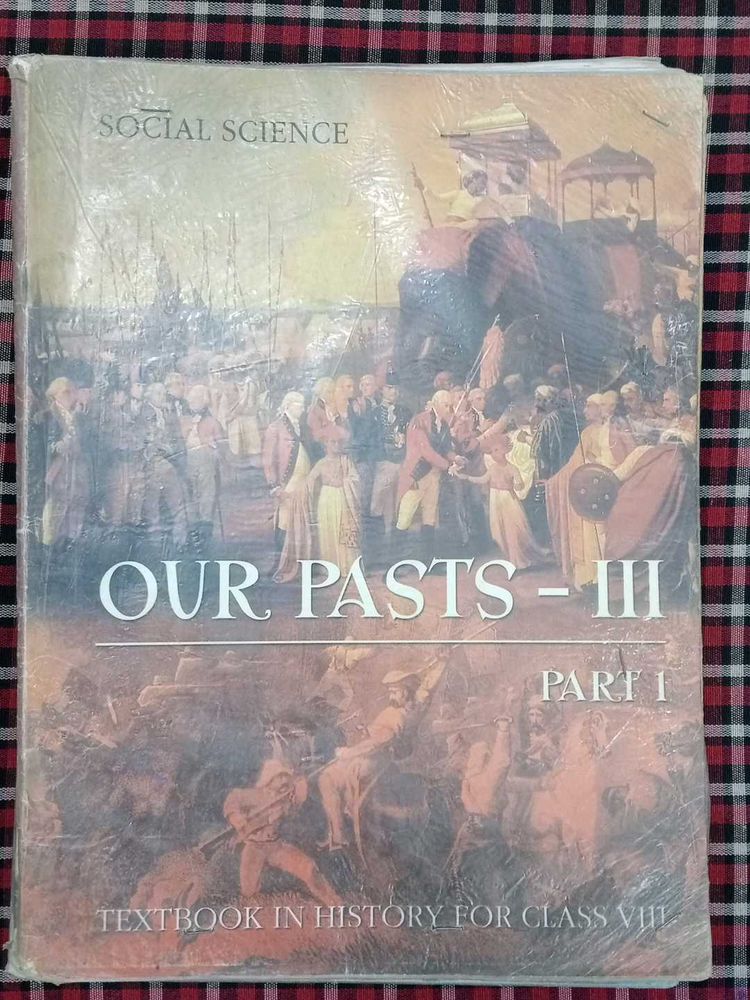 SOCIAL SCIENCE
OUR PASTS – III
PART 1
TEXTBOOK IN HISTORY FOR CLASS VIII